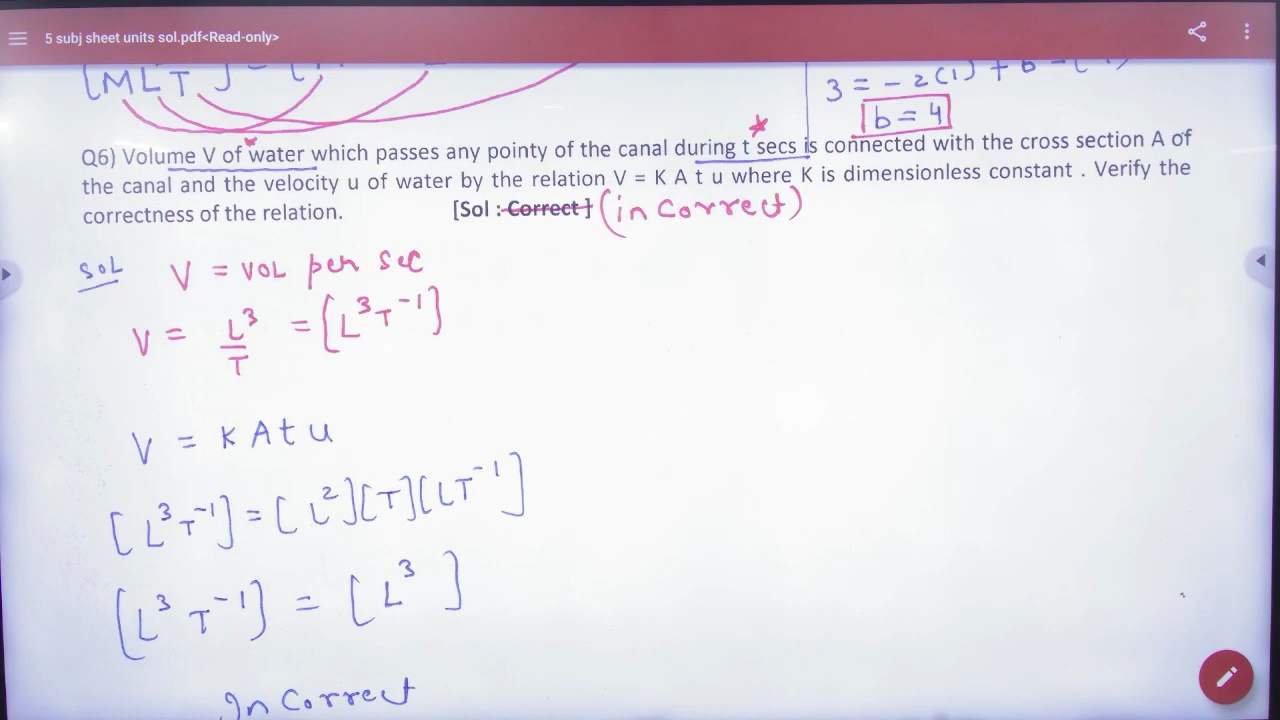 5 subj sheet units sol.pdf<Read-only>
[MLT ] =
3 = -2(1) + b
b = 4
Q6) Volume V of water which passes any pointy of the canal during t secs is connected with the cross section A of
the canal and the velocity u of water by the relation V = K A t u where K is dimensionless constant . Verify the
correctness of the relation. [Sol : Correct ] (in correct)
SOL V = VOL per sec
V = L³/T = [L³T⁻¹]
V = K A t u
[L³T⁻¹] = [L²][T][LT⁻¹]
[L³T⁻¹] = [L³ ]
In Correct